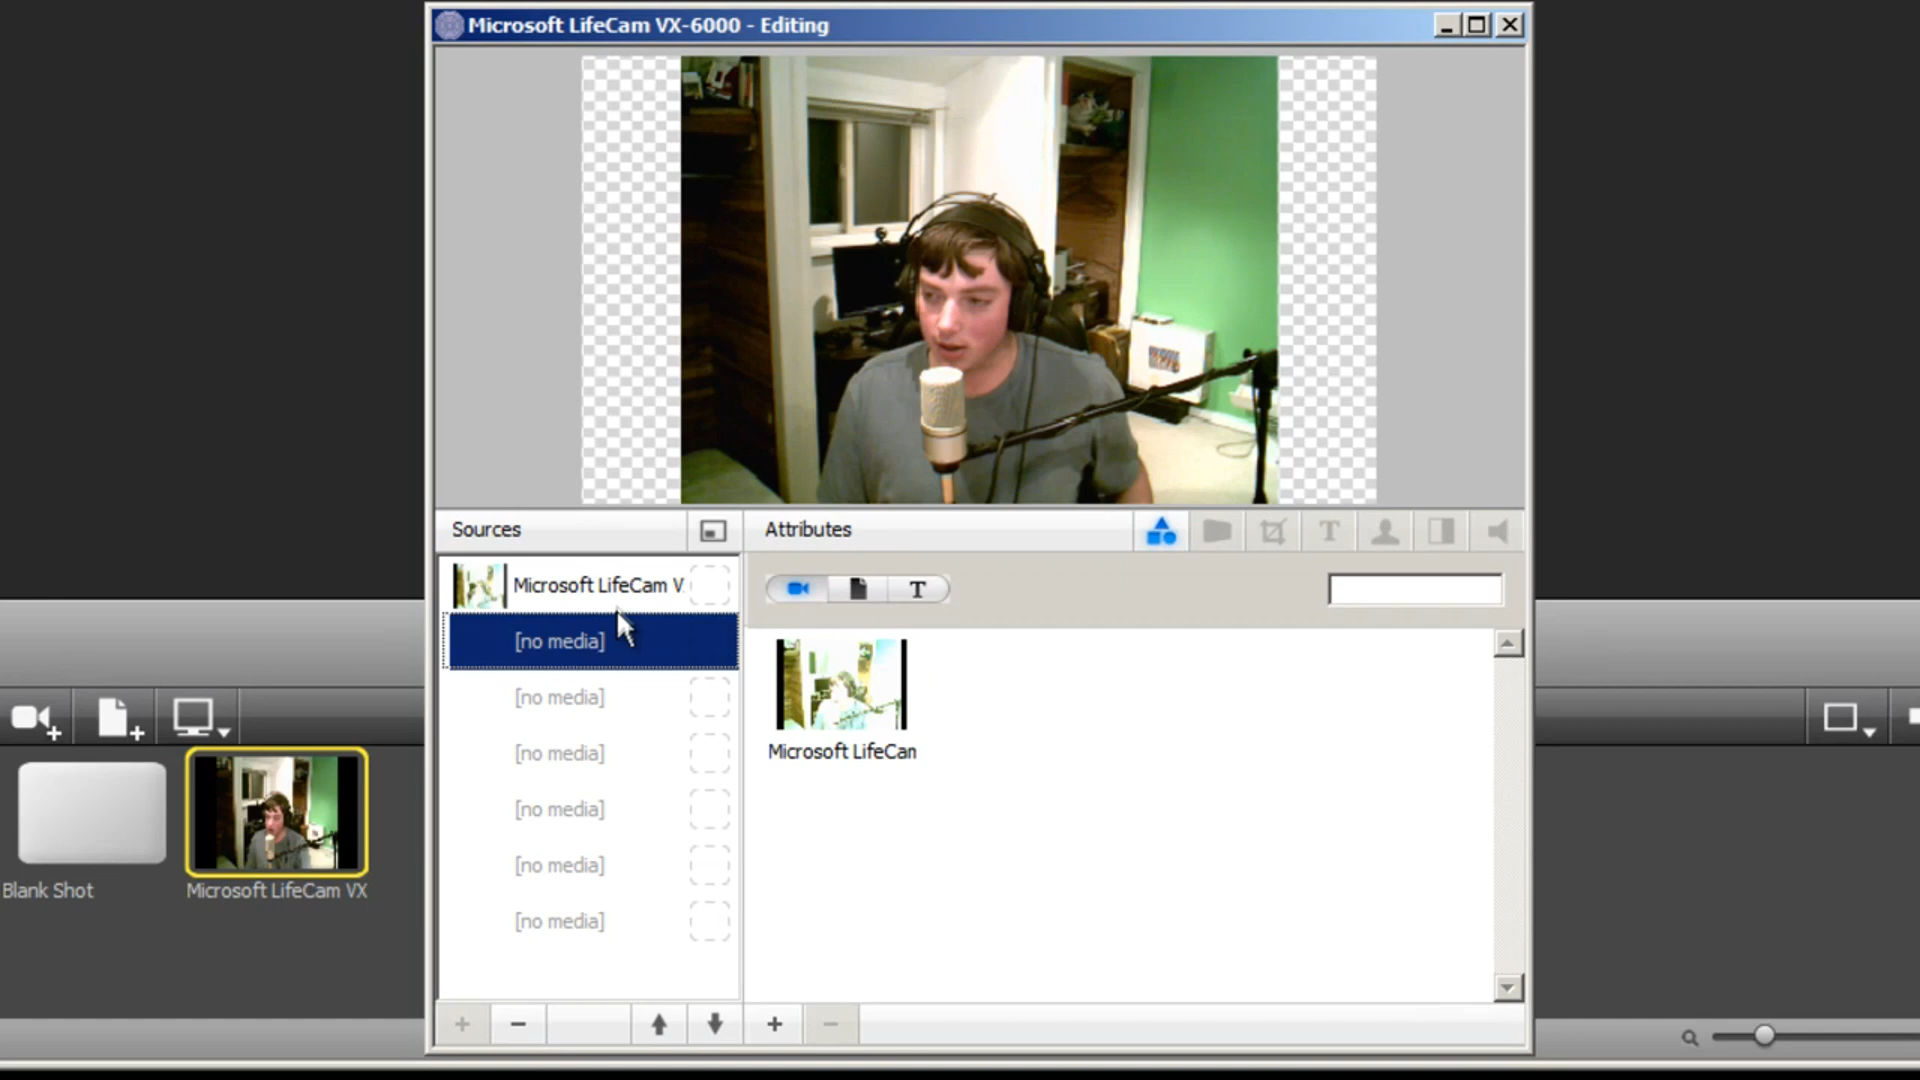 Microsoft LifeCam VX-6000 - Editing
Sources
Attributes
T
Microsoft LifeCam V
T
[no media]
[no media]
[no media]
[no media]
[no media]
[no media]
Microsoft LifeCan
Blank Shot
Microsoft LifeCam VX